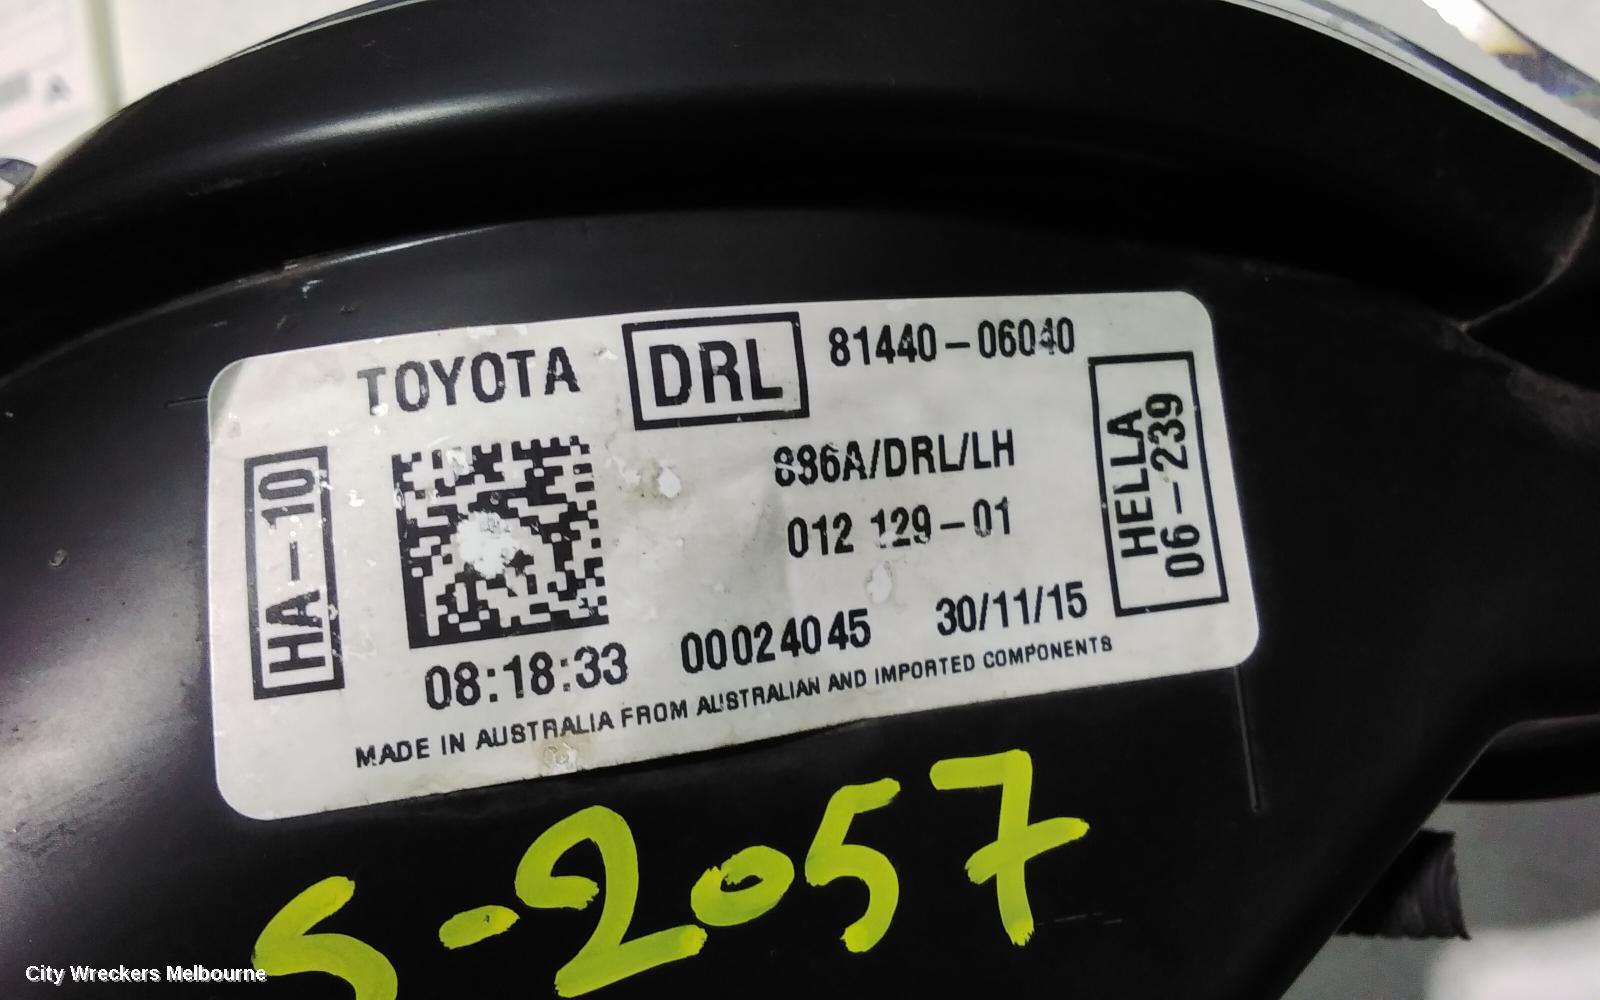 TOYOTA DRL 81440-06040
HA-10
886A/DRL/LH
012 129-01
HELLA
06-239
08:18:33 00024045 30/11/15
MADE IN AUSTRALIA FROM AUSTRALIAN AND IMPORTED COMPONENTS
S-2057
City Wreckers Melbourne